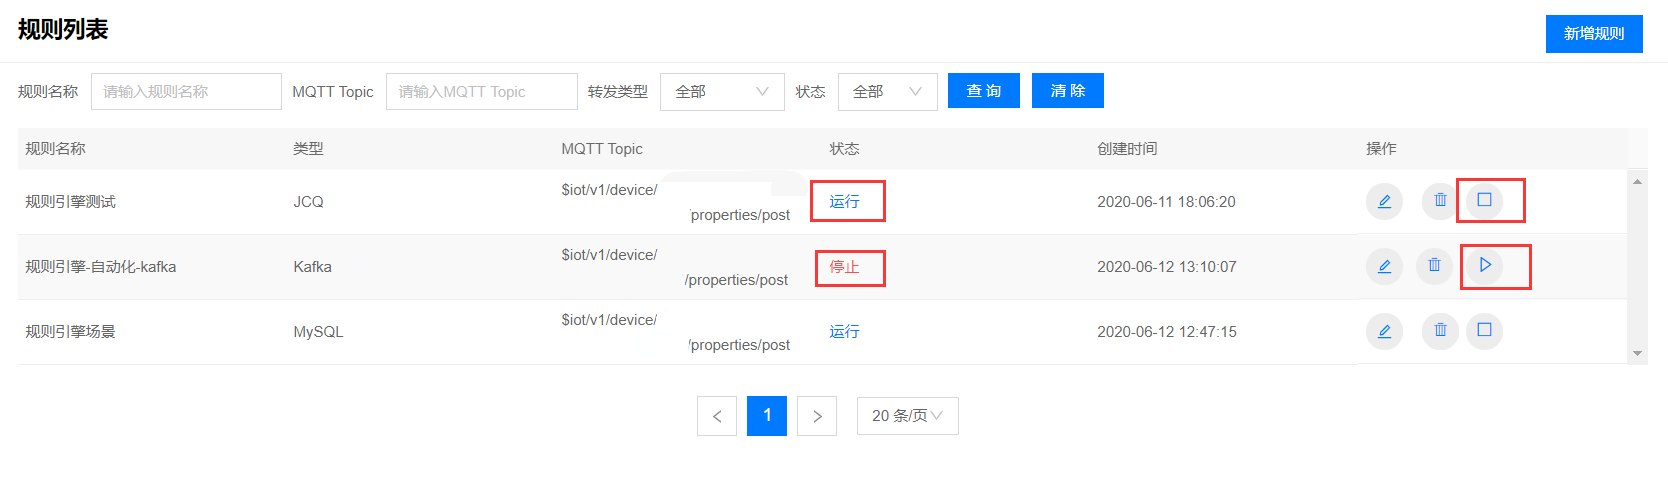 规则列表
新增规则
规则名称 请输入规则名称 MQTT Topic 请输入MQTT Topic 转发类型 全部 状态 全部 查 询 清 除
规则名称 类型 MQTT Topic 状态 创建时间 操作
规则引擎测试 JCQ $iot/v1/device/ 运行 2020-06-11 18:06:20
/properties/post
规则引擎-自动化-kafka Kafka $iot/v1/device/ 停止 2020-06-12 13:10:07
/properties/post
规则引擎场景 MySQL $iot/v1/device/ 运行 2020-06-12 12:47:15
/properties/post
< 1 > 20 条/页